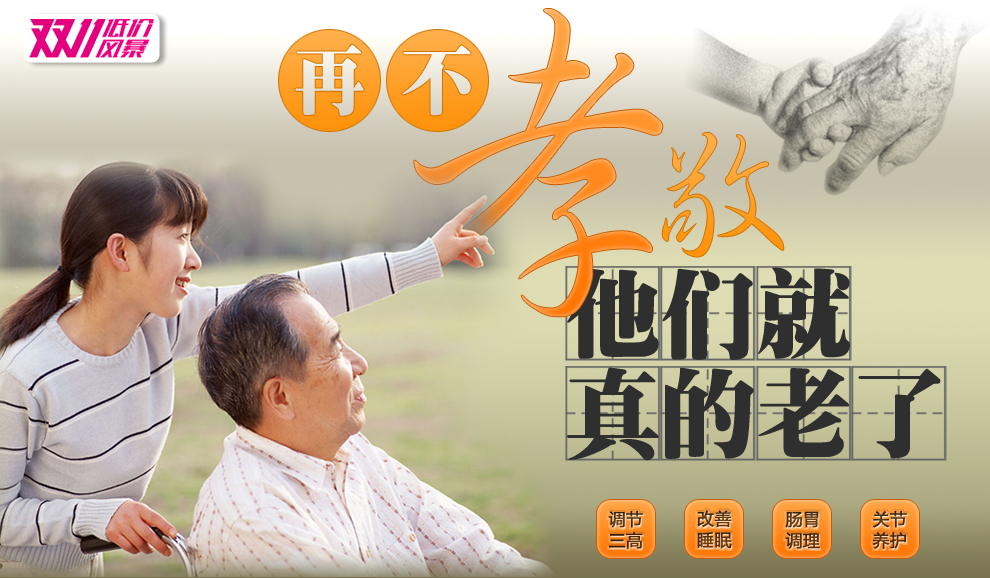 双11低价风暴
再不孝敬
他们就
真的老了
调节
三高
改善
睡眠
肠胃
调理
关节
养护